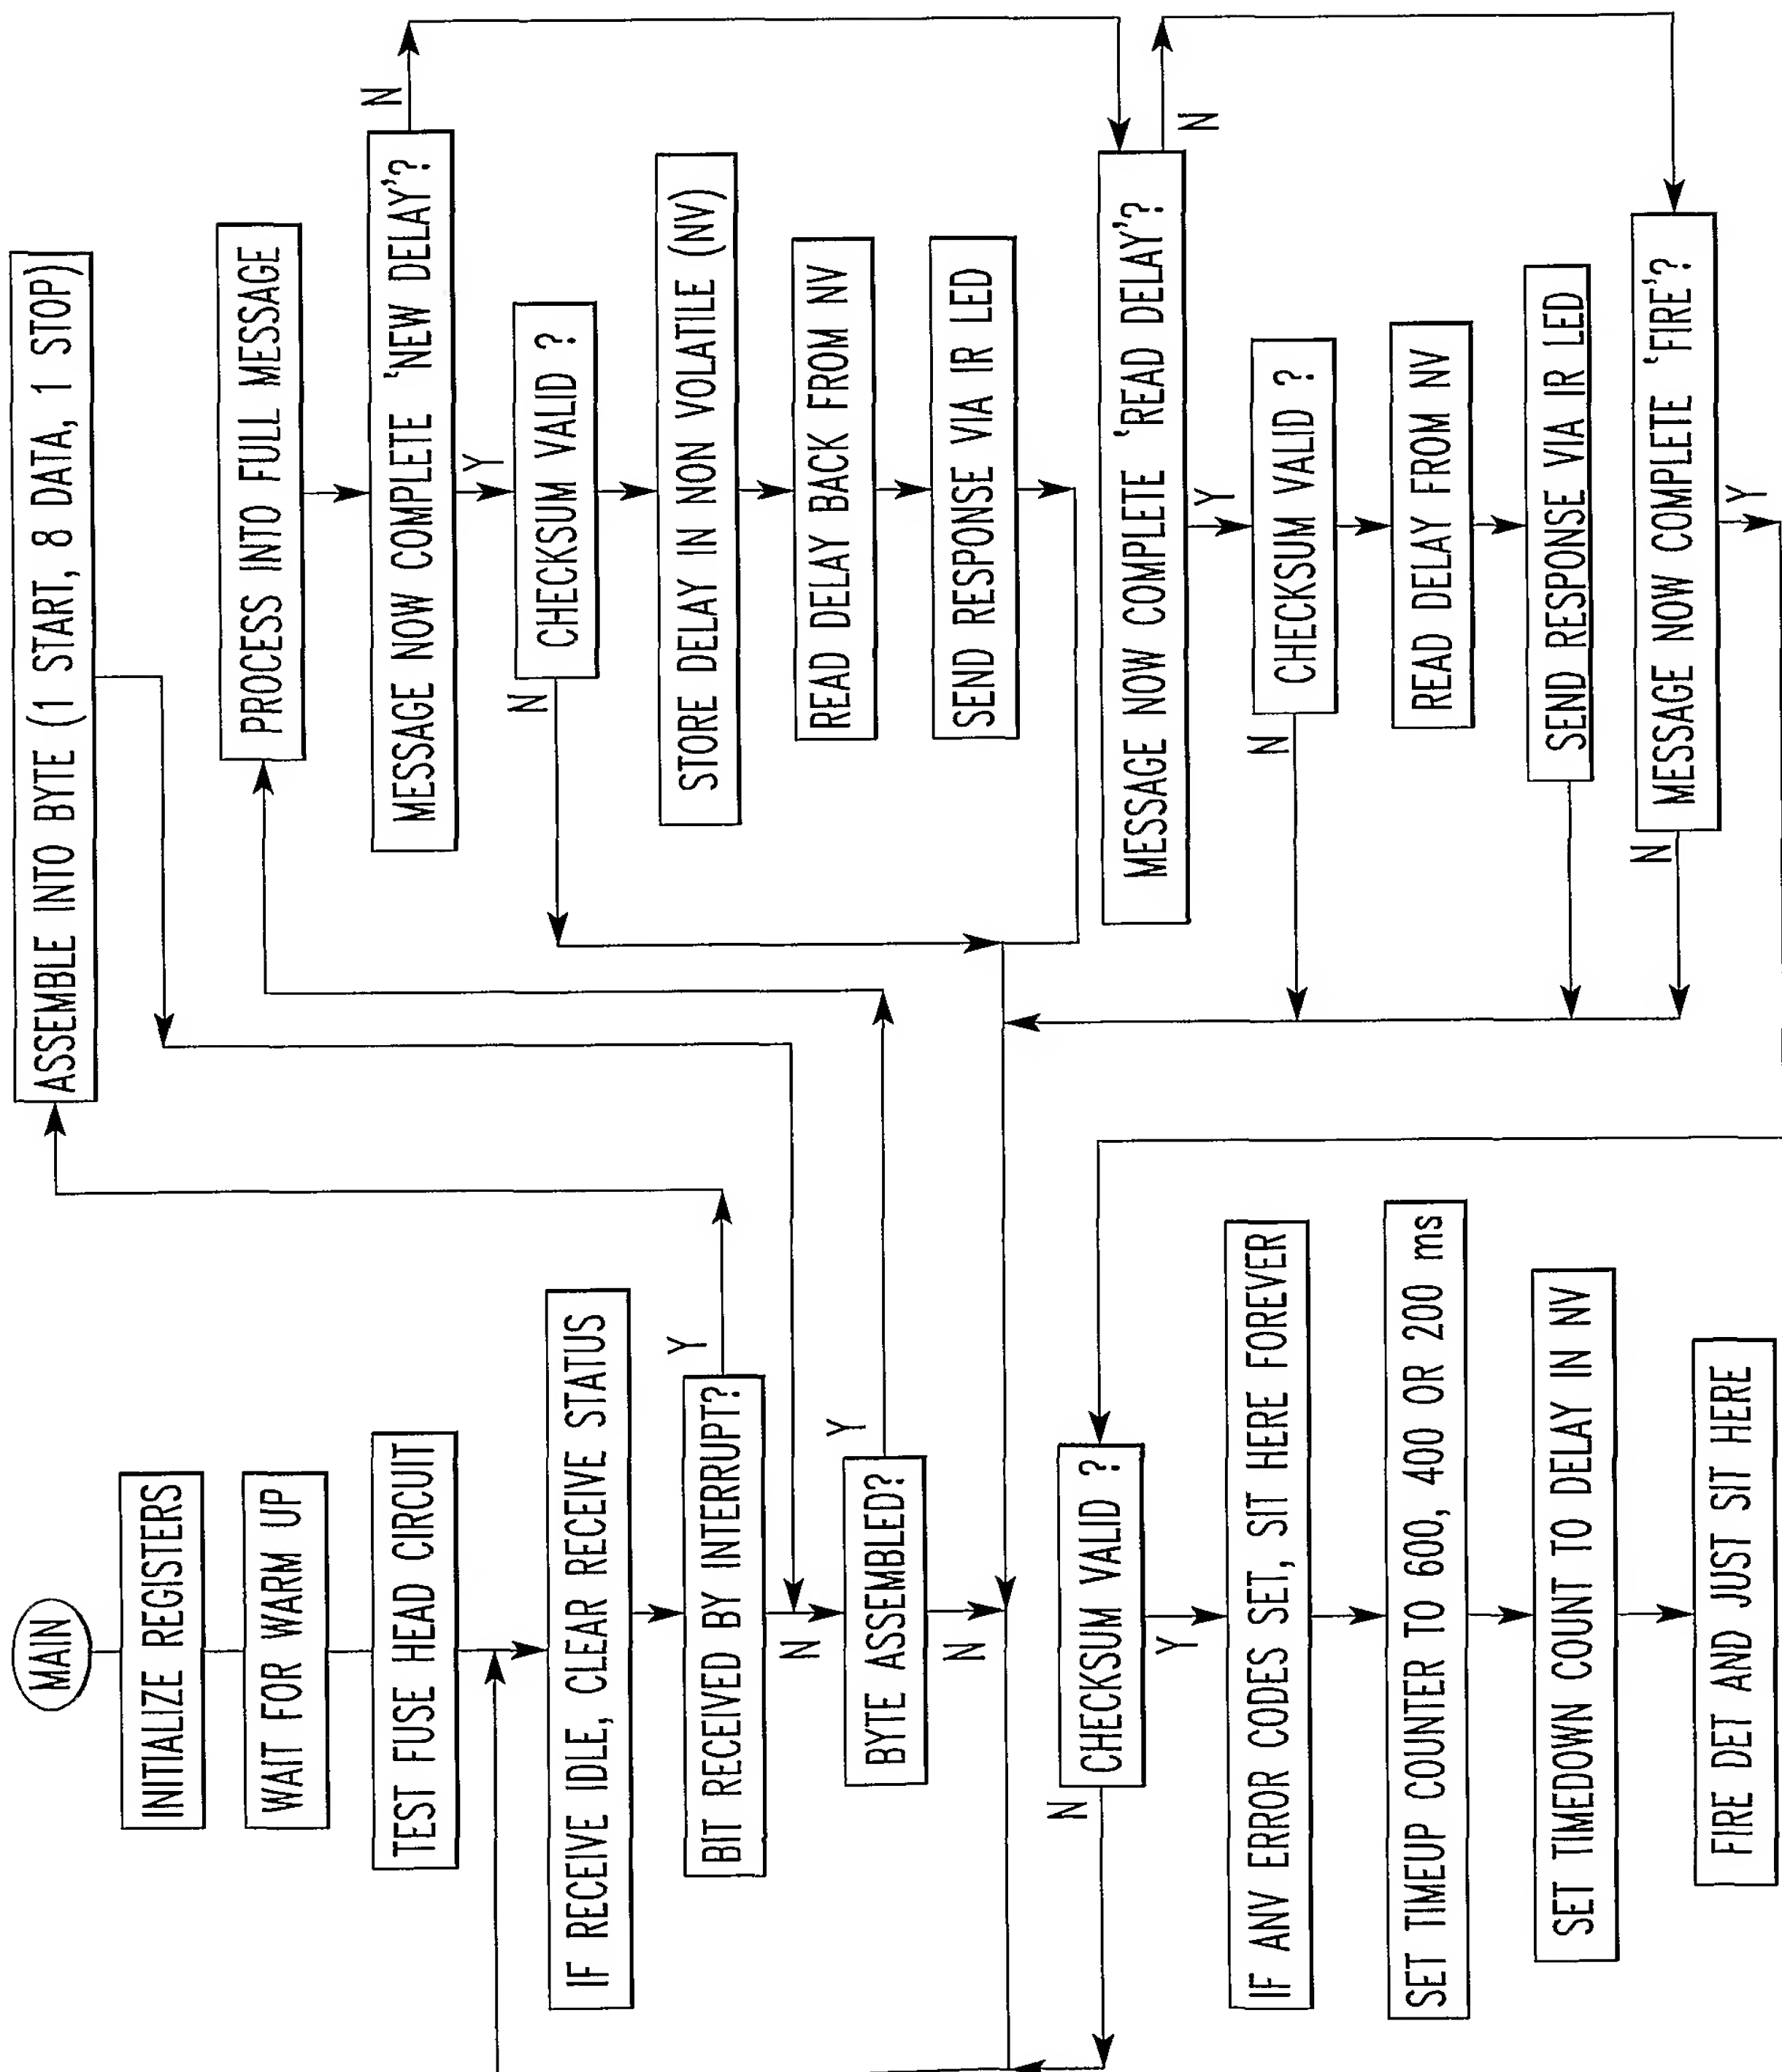 MAIN
INITIALIZE REGISTERS
WAIT FOR WARM UP
TEST FUSE HEAD CIRCUIT
IF RECEIVE IDLE, CLEAR RECEIVE STATUS
BIT RECEIVED BY INTERRUPT?
Y
N
BYTE ASSEMBLED?
Y
N
CHECKSUM VALID ?
N
Y
IF ANV ERROR CODES SET, SIT HERE FOREVER
SET TIMEUP COUNTER TO 600, 400 OR 200 ms
SET TIMEDOWN COUNT TO DELAY IN NV
FIRE DET AND JUST SIT HERE
ASSEMBLE INTO BYTE (1 START, 8 DATA, 1 STOP)
PROCESS INTO FULL MESSAGE
MESSAGE NOW COMPLETE ‘NEW DELAY’?
N
Y
CHECKSUM VALID ?
N
STORE DELAY IN NON VOLATILE (NV)
READ DELAY BACK FROM NV
SEND RESPONSE VIA IR LED
MESSAGE NOW COMPLETE ‘READ DELAY’?
N
Y
CHECKSUM VALID ?
N
READ DELAY FROM NV
SEND RESPONSE VIA IR LED
MESSAGE NOW COMPLETE ‘FIRE’?
N
Y